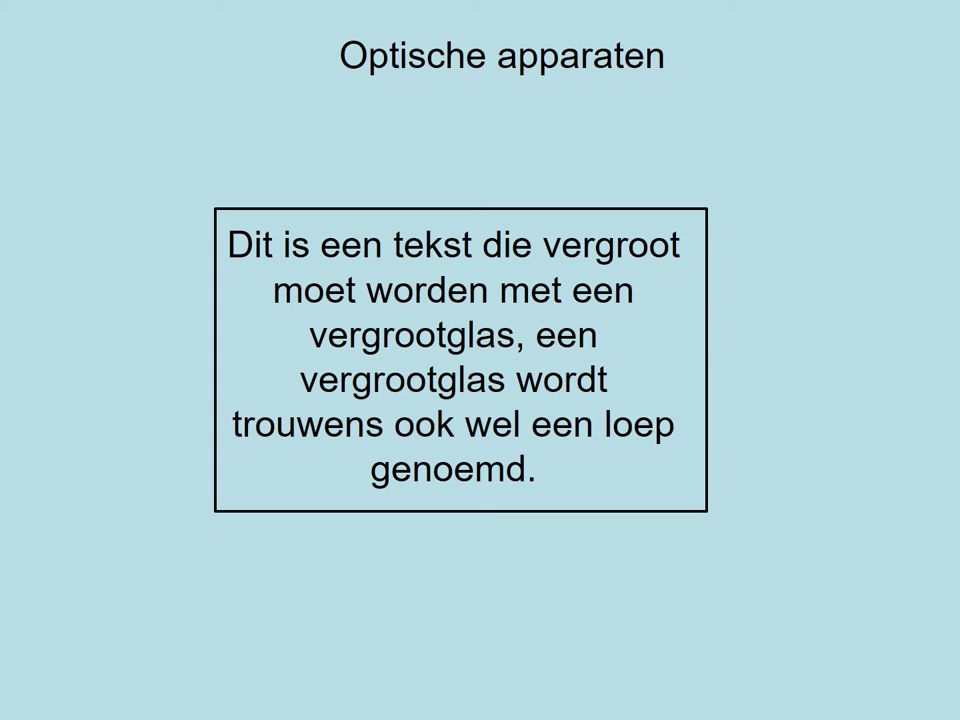 Optische apparaten
Dit is een tekst die vergroot
moet worden met een
vergrootglas, een
vergrootglas wordt
trouwens ook wel een loep
genoemd.